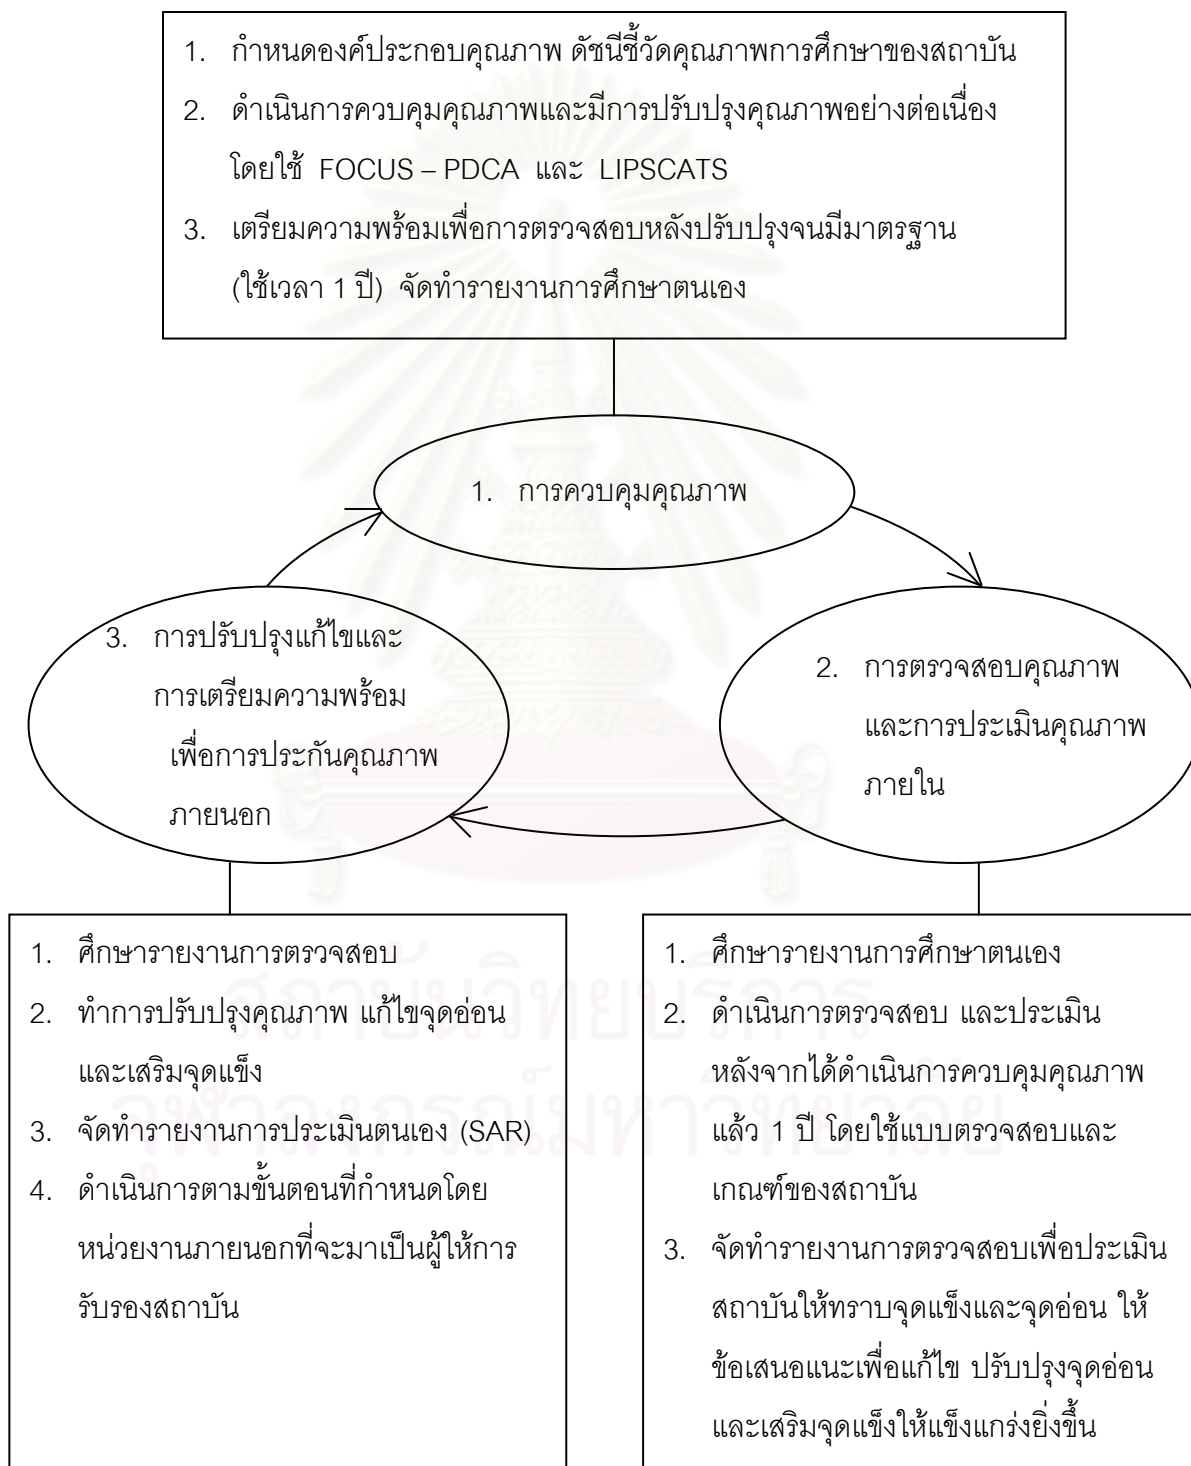 1. กำหนดองค์ประกอบคุณภาพ ดัชนีชี้วัดคุณภาพการศึกษาของสถาบัน
2. ดำเนินการควบคุมคุณภาพและมีการปรับปรุงคุณภาพอย่างต่อเนื่อง
โดยใช้ FOCUS – PDCA และ LIPSCATS
3. เตรียมความพร้อมเพื่อการตรวจสอบหลังปรับปรุงจนมีมาตรฐาน
(ใช้เวลา 1 ปี) จัดทำรายงานการศึกษาตนเอง
1. การควบคุมคุณภาพ
2. การตรวจสอบคุณภาพ
และการประเมินคุณภาพ
ภายใน
3. การปรับปรุงแก้ไขและ
การเตรียมความพร้อม
เพื่อการประกันคุณภาพ
ภายนอก
1. ศึกษารายงานการตรวจสอบ
2. ทำการปรับปรุงคุณภาพ แก้ไขจุดอ่อน
และเสริมจุดแข็ง
3. จัดทำรายงานการประเมินตนเอง (SAR)
4. ดำเนินการตามขั้นตอนที่กำหนดโดย
หน่วยงานภายนอกที่จะมาเป็นผู้ให้การ
รับรองสถาบัน
1. ศึกษารายงานการศึกษาตนเอง
2. ดำเนินการตรวจสอบ และประเมิน
หลังจากได้ดำเนินการควบคุมคุณภาพ
แล้ว 1 ปี โดยใช้แบบตรวจสอบและ
เกณฑ์ของสถาบัน
3. จัดทำรายงานการตรวจสอบเพื่อประเมิน
สถาบันให้ทราบจุดแข็งและจุดอ่อน ให้
ข้อเสนอแนะเพื่อแก้ไข ปรับปรุงจุดอ่อน
และเสริมจุดแข็งให้แข็งแกร่งยิ่งขึ้น
สถาบันวิทยบริการ
จุฬาลงกรณ์มหาวิทยาลัย